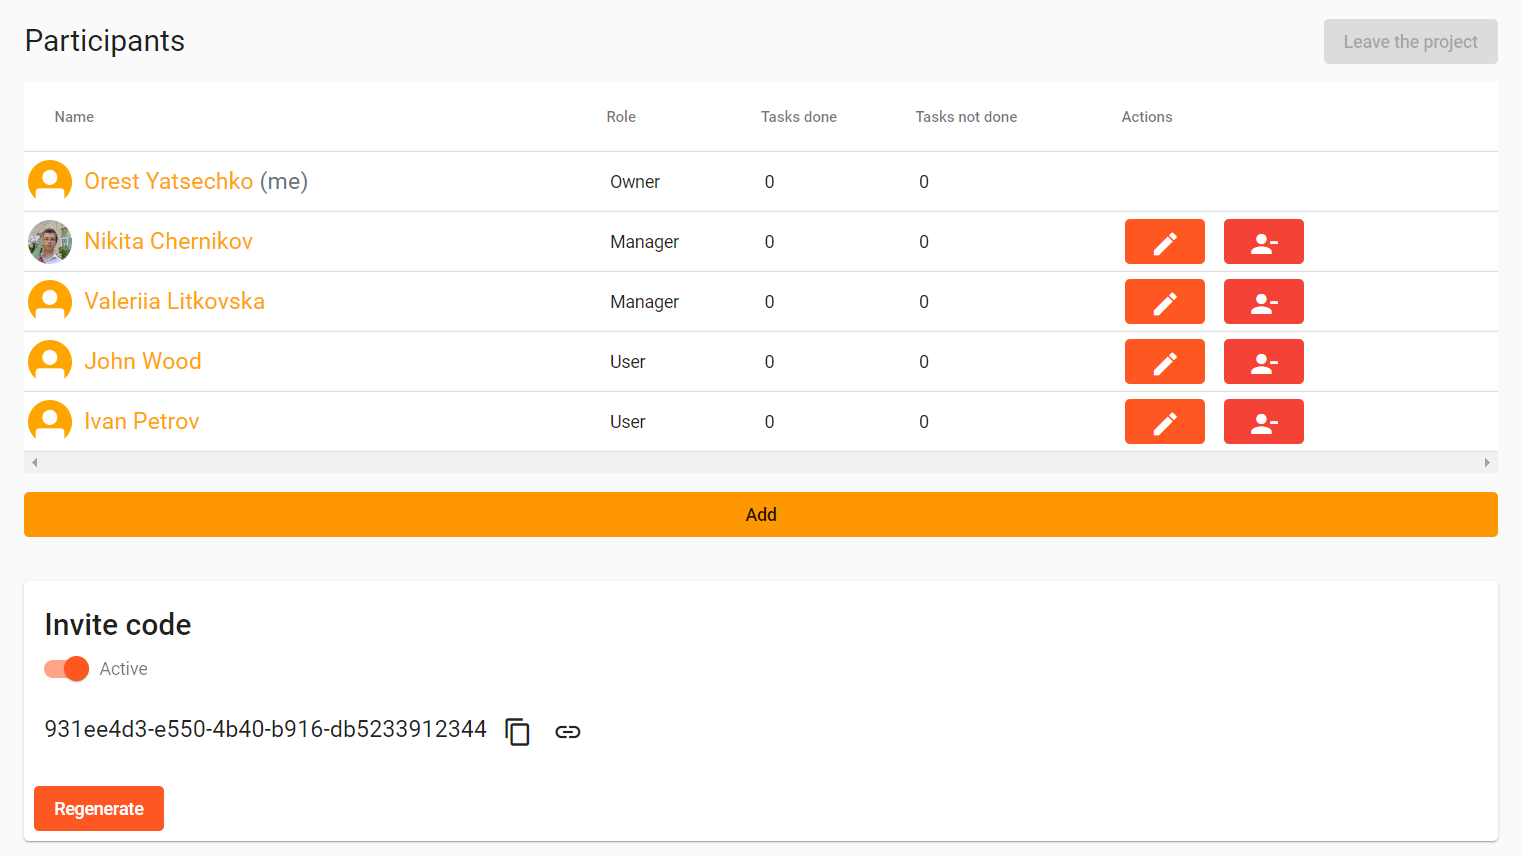 Participants
Leave the project
Name Role Tasks done Tasks not done Actions
Orest Yatsechko (me) Owner 0 0
Nikita Chernikov Manager 0 0
Valeriia Litkovska Manager 0 0
John Wood User 0 0
Ivan Petrov User 0 0
Add
Invite code
Active
931ee4d3-e550-4b40-b916-db5233912344
Regenerate